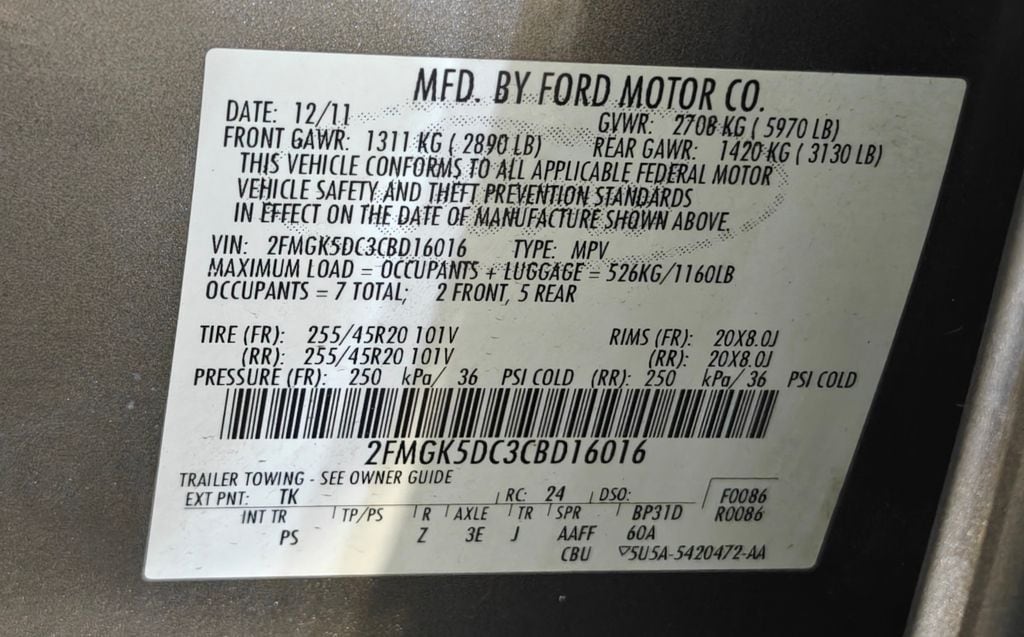 MFD. BY FORD MOTOR CO.
DATE: 12/11 GVWR: 2708 KG ( 5970 LB)
FRONT GAWR: 1311 KG ( 2890 LB) REAR GAWR: 1420 KG ( 3130 LB)
THIS VEHICLE CONFORMS TO ALL APPLICABLE FEDERAL MOTOR
VEHICLE SAFETY AND THEFT PREVENTION STANDARDS
IN EFFECT ON THE DATE OF MANUFACTURE SHOWN ABOVE.
VIN: 2FMGK5DC3CBD16016 TYPE: MPV
MAXIMUM LOAD = OCCUPANTS + LUGGAGE = 526KG/1160LB
OCCUPANTS = 7 TOTAL; 2 FRONT, 5 REAR
TIRE (FR): 255/45R20 101V RIMS (FR): 20X8.0J
(RR): 255/45R20 101V (RR): 20X8.0J
PRESSURE (FR): 250 kPa/ 36 PSI COLD (RR): 250 kPa/ 36 PSI COLD
2FMGK5DC3CBD16016
TRAILER TOWING - SEE OWNER GUIDE
EXT PNT: TK RC: 24 DSO: F0086
INT TR TP/PS R AXLE TR SPR BP31D R0086
PS Z 3E J AAFF 60A
CBU ▽5U5A-5420472-AA